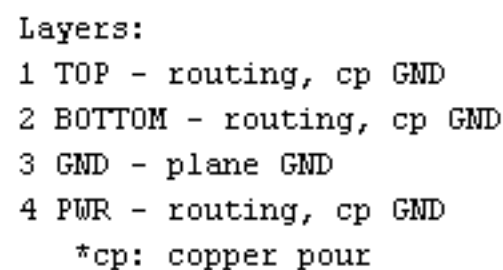 Layers:
1 TOP - routing, cp GND
2 BOTTOM - routing, cp GND
3 GND - plane GND
4 PWR - routing, cp GND
*cp: copper pour